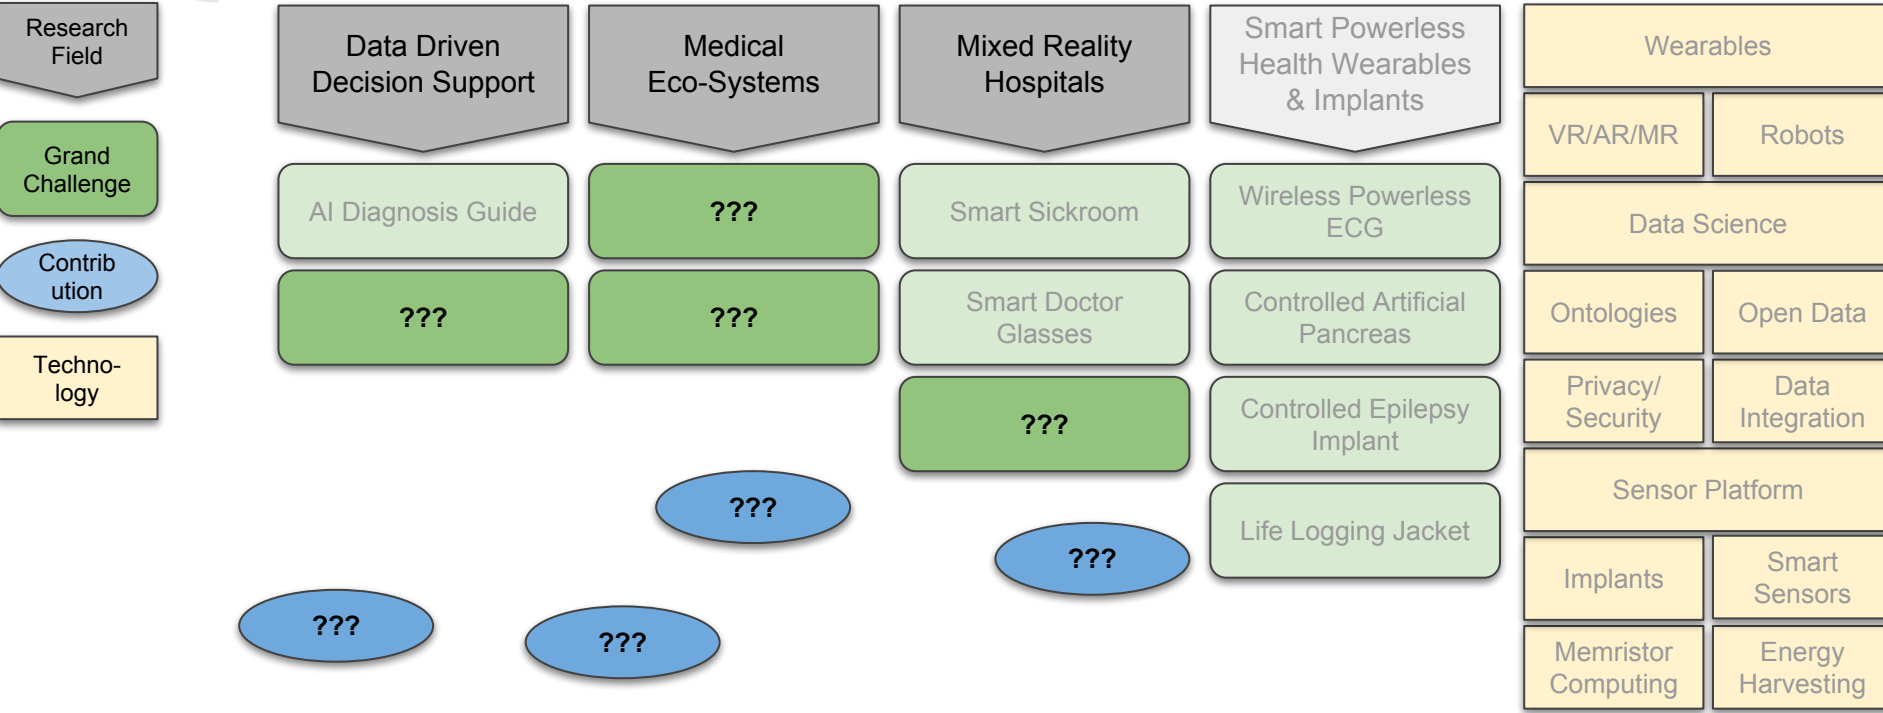 Research
Field
Grand
Challenge
Contrib
ution
Techno-
logy
Data Driven
Decision Support
AI Diagnosis Guide
???
Medical
Eco-Systems
???
???
Mixed Reality
Hospitals
Smart Sickroom
Smart Doctor
Glasses
???
Smart Powerless
Health Wearables
& Implants
Wireless Powerless
ECG
Controlled Artificial
Pancreas
Controlled Epilepsy
Implant
Life Logging Jacket
???
???
???
???
Wearables
VR/AR/MR
Robots
Data Science
Ontologies
Open Data
Privacy/
Security
Data
Integration
Sensor Platform
Implants
Smart
Sensors
Memristor
Computing
Energy
Harvesting